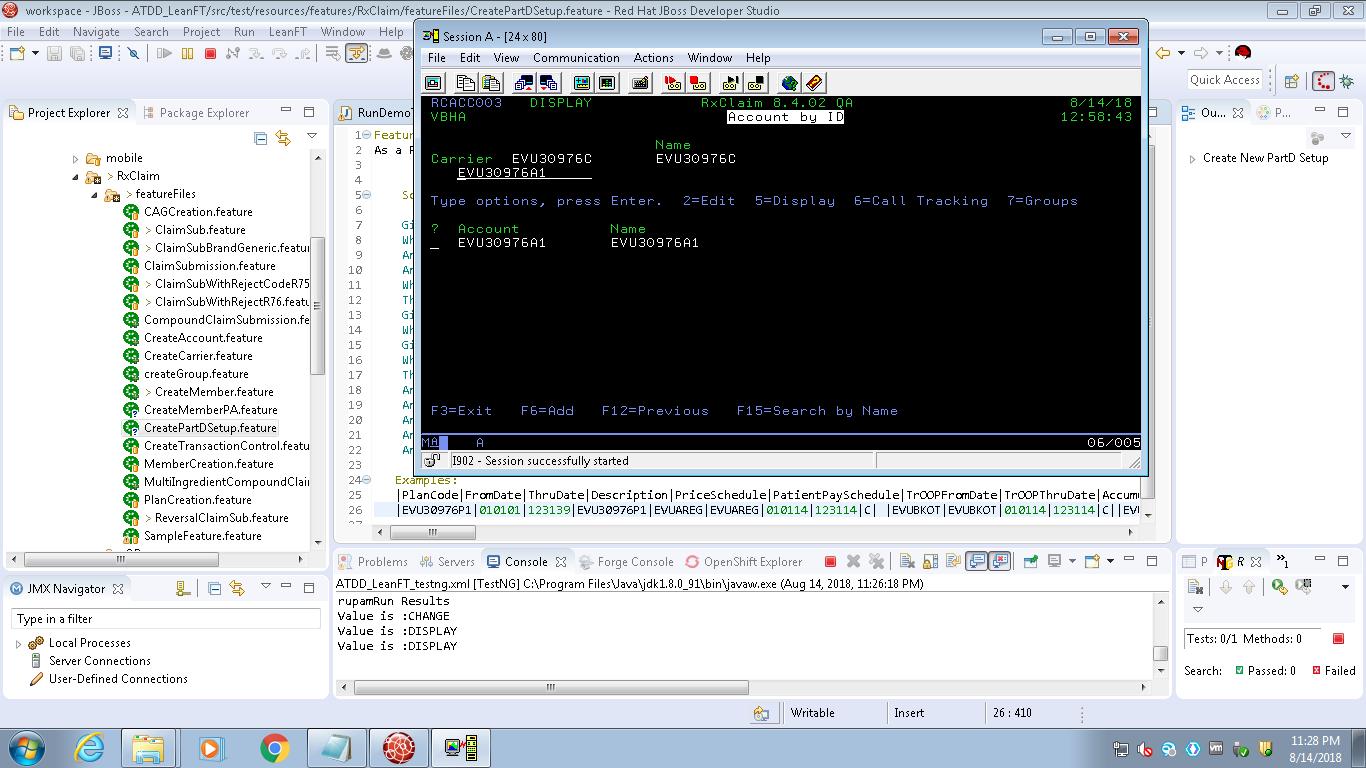 workspace - JBoss - ATDD_LeanFT/src/test/resources/features/RxClaim/featureFiles/CreatePartDSetup.feature - Red Hat JBoss Developer Studio
File Edit Navigate Search Project Run LeanFT Window Help
Quick Access
Project Explorer
Package Explorer
mobile
> RxClaim
> featureFiles
CAGCreation.feature
> ClaimSub.feature
> ClaimSubBrandGeneric.featur
ClaimSubmission.feature
> ClaimSubWithRejectCodeR75
> ClaimSubWithRejectR76.featu
CompoundClaimSubmission.fe
CreateAccount.feature
CreateCarrier.feature
createGroup.feature
> CreateMember.feature
CreateMemberPA.feature
CreatePartDSetup.feature
CreateTransactionControl.featu
MemberCreation.feature
MultiIngredientCompoundClai
PlanCreation.feature
> ReversalClaimSub.feature
SampleFeature.feature
JMX Navigator
Type in a filter
Local Processes
Server Connections
User-Defined Connections
RunDemoT
1 Featur
2 As a R
3
4
5 Sc
6
7 Gi
8 Wh
9 An
10 An
11 Wh
12 Th
13 Gi
14 Wh
15 Gi
16 Wh
17 Th
18 An
19 An
20 An
21 An
22 An
24 Examples:
25 |PlanCode|FromDate|ThruDate|Description|PriceSchedule|PatientPaySchedule|TrOOPFromDate|TrOOPThruDate|Accumu
26 |EVU30976P1|010101|123139|EVU30976P1|EVUAREG|EVUAREG|010114|123114|C| |EVUBKOT|EVUBKOT|010114|123114|C||EVU
Session A - [24 x 80]
File Edit View Communication Actions Window Help
RCACC003 DISPLAY RxClaim 8.4.02 QA 8/14/18
VBHA Account by ID 12:58:43
Name
Carrier EVU30976C EVU30976C
EVU30976A1
Type options, press Enter. 2=Edit 5=Display 6=Call Tracking 7=Groups
? Account Name
_ EVU30976A1 EVU30976A1
F3=Exit F6=Add F12=Previous F15=Search by Name
MA A 06/005
I902 - Session successfully started
Ou...
P...
Create New PartD Setup
Problems Servers Console Forge Console OpenShift Explorer
ATDD_LeanFT_testng.xml [TestNG] C:\Program Files\Java\jdk1.8.0_91\bin\javaw.exe (Aug 14, 2018, 11:26:18 PM)
rupamRun Results
Value is :CHANGE
Value is :DISPLAY
Value is :DISPLAY
P R »1
Tests: 0/1 Methods: 0
Search: Passed: 0 Failed
Writable Insert 26 : 410
11:28 PM
8/14/2018